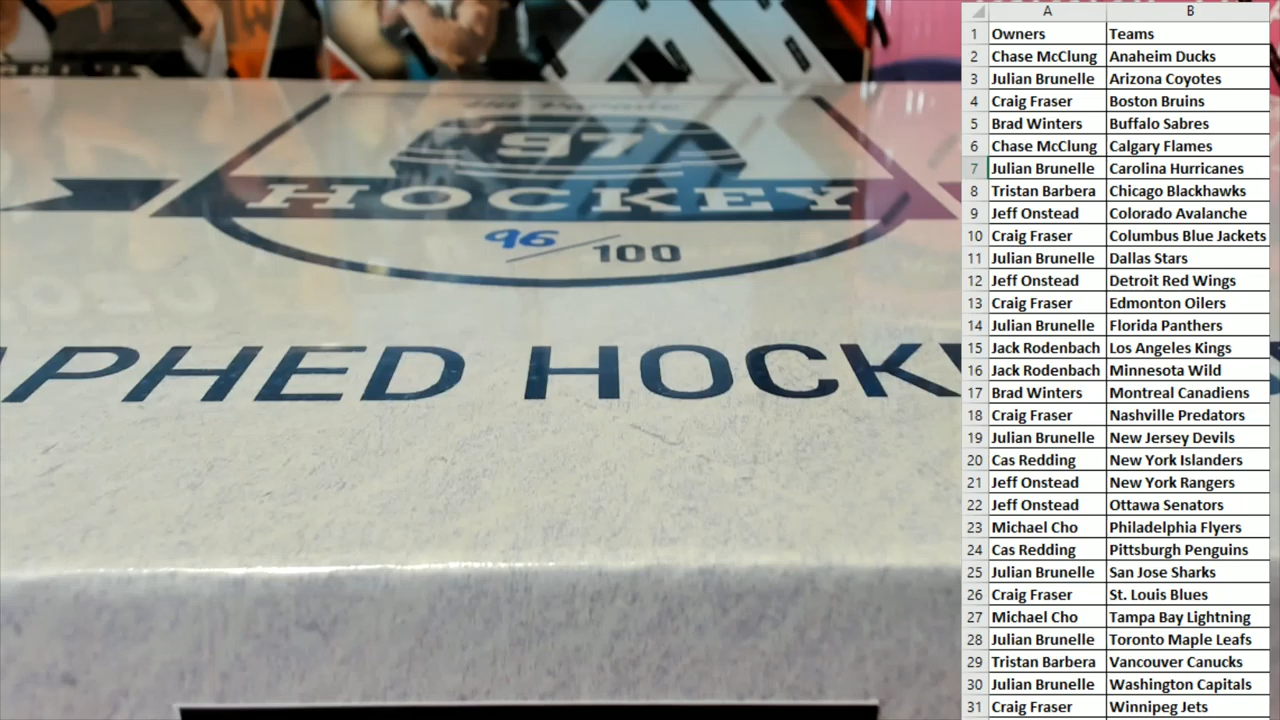 Hit Parade
97
HOCKEY
96/100
PHED HOCK
A B
1 Owners Teams
2 Chase McClung Anaheim Ducks
3 Julian Brunelle Arizona Coyotes
4 Craig Fraser Boston Bruins
5 Brad Winters Buffalo Sabres
6 Chase McClung Calgary Flames
7 Julian Brunelle Carolina Hurricanes
8 Tristan Barbera Chicago Blackhawks
9 Jeff Onstead Colorado Avalanche
10 Craig Fraser Columbus Blue Jackets
11 Julian Brunelle Dallas Stars
12 Jeff Onstead Detroit Red Wings
13 Craig Fraser Edmonton Oilers
14 Julian Brunelle Florida Panthers
15 Jack Rodenbach Los Angeles Kings
16 Jack Rodenbach Minnesota Wild
17 Brad Winters Montreal Canadiens
18 Craig Fraser Nashville Predators
19 Julian Brunelle New Jersey Devils
20 Cas Redding New York Islanders
21 Jeff Onstead New York Rangers
22 Jeff Onstead Ottawa Senators
23 Michael Cho Philadelphia Flyers
24 Cas Redding Pittsburgh Penguins
25 Julian Brunelle San Jose Sharks
26 Craig Fraser St. Louis Blues
27 Michael Cho Tampa Bay Lightning
28 Julian Brunelle Toronto Maple Leafs
29 Tristan Barbera Vancouver Canucks
30 Julian Brunelle Washington Capitals
31 Craig Fraser Winnipeg Jets